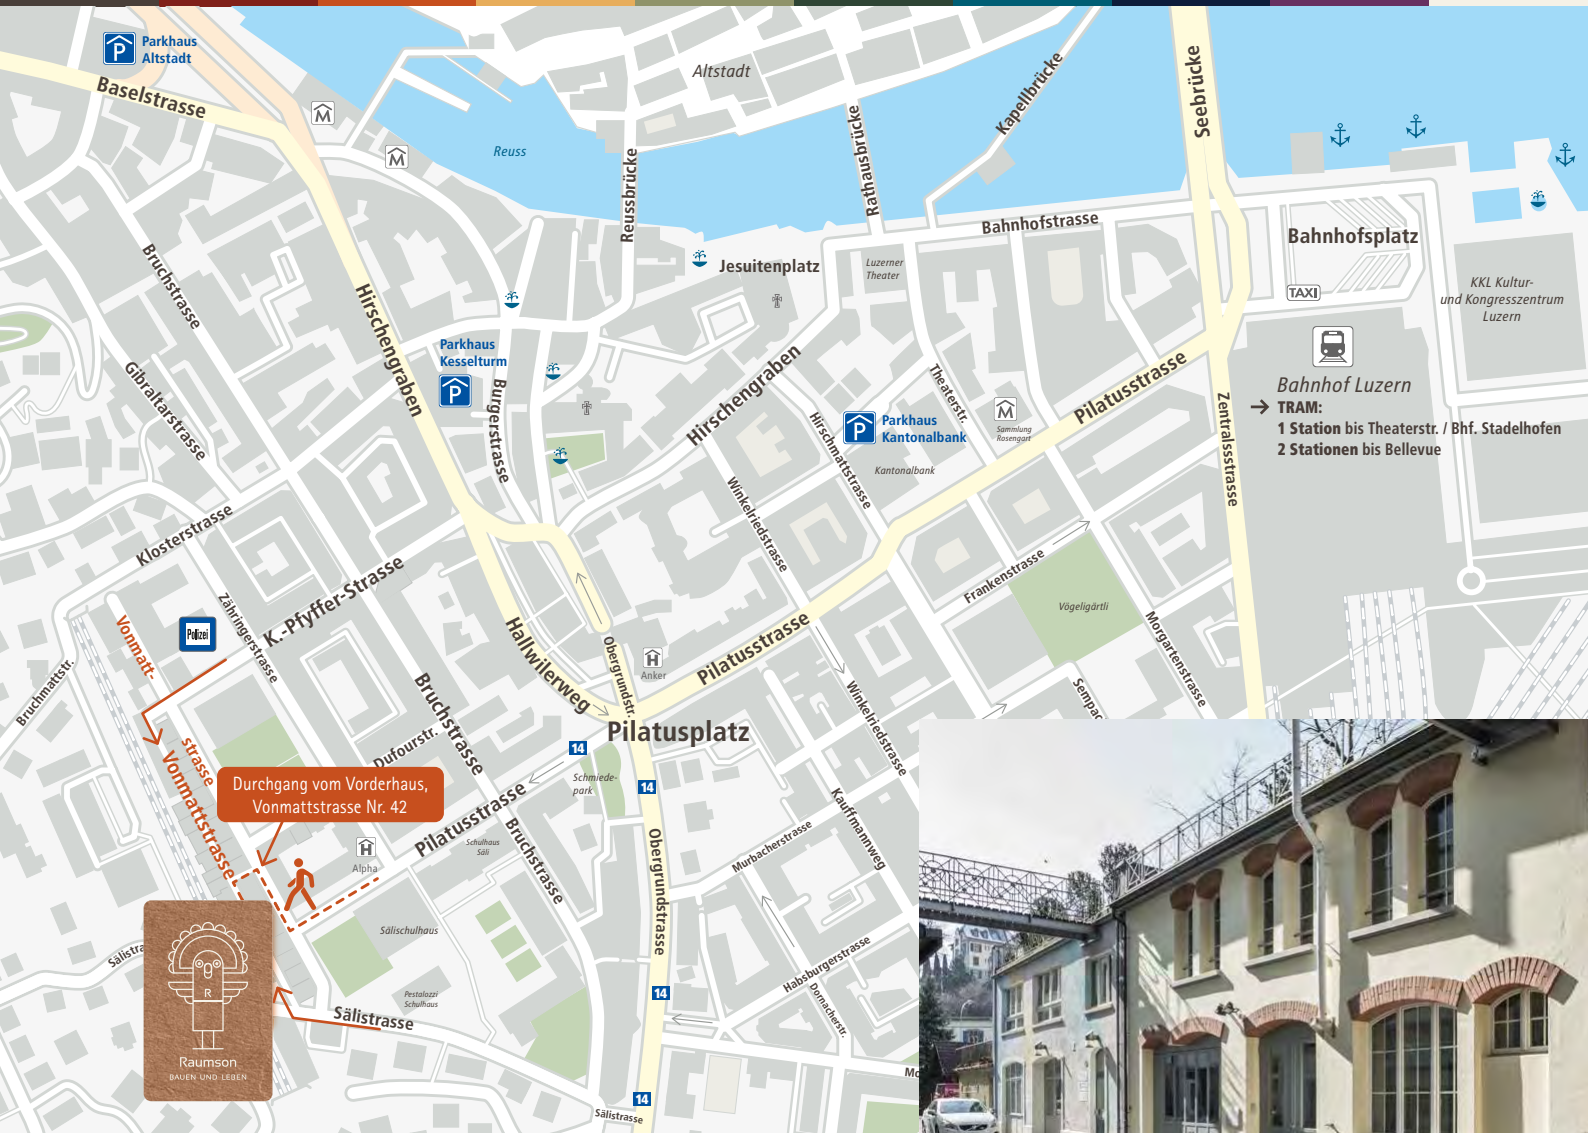 Parkhaus
Altstadt
Baselstrasse
Reuss
Altstadt
Reussbrücke
Rathausbrücke
Kapellbrücke
Seebrücke
Bahnhofstrasse
Bahnhofsplatz
TAXI
KKL Kultur-
und Kongresszentrum
Luzern
Jesuitenplatz
Luzerner
Theater
Bruchstrasse
Hirschengraben
Parkhaus
Kesselturm
Burgerstrasse
Gibraltarstrasse
Hirschengraben
Hirschmattstrasse
Parkhaus
Kantonalbank
Kantonalbank
Theaterstr.
Sammlung
Rosengart
Pilatusstrasse
Zentralssstrasse
Bahnhof Luzern
→ TRAM:
1 Station bis Theaterstr. / Bhf. Stadelhofen
2 Stationen bis Bellevue
Klosterstrasse
Winkelriedstrasse
Frankenstrasse
Vögeligärtli
Morgartenstrasse
K.-Pfyffer-Strasse
Zähringerstrasse
Polizei
Vonmatt-
strasse
Bruchmattstr.
Hallwilerweg
Obergrundstr.
H
Anker
Pilatusstrasse
Winkelriedstrasse
Sempac
Pilatusplatz
Bruchstrasse
Dufourstr.
14
14
Schmiede-
park
Vonmattstrasse
Durchgang vom Vorderhaus,
Vonmattstrasse Nr. 42
Pilatusstrasse
Schulhaus
Säli
Bruchstrasse
H
Alpha
Obergrundstrasse
Murbacherstrasse
Kauffmannweg
Sälischulhaus
Pestalozzi
Schulhaus
Sälistra
Sälistrasse
Habsburgerstrasse
Dornacherstr.
14
14
Sälistrasse
Mo
R
Raumson
BAUEN UND LEBEN
P
P
P
M
M
M